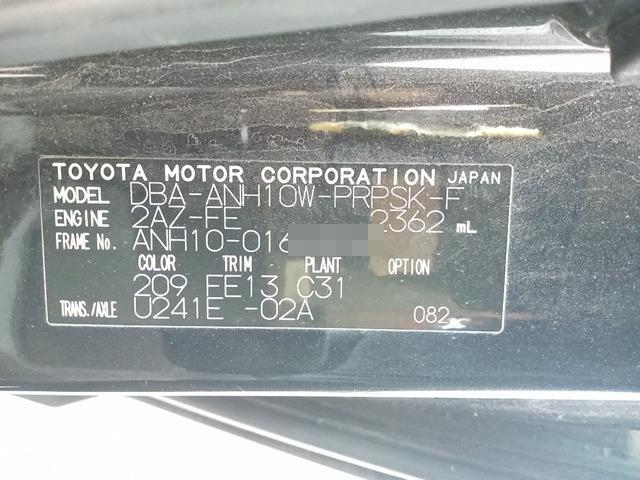 TOYOTA MOTOR CORPORATION JAPAN
MODEL DBA-ANH10W-PRPSK-F
ENGINE 2AZ-FE 2362 mL
FRAME No. ANH10-016
COLOR TRIM PLANT OPTION
209 FE13 C31
TRANS./AXLE U241E -02A 082